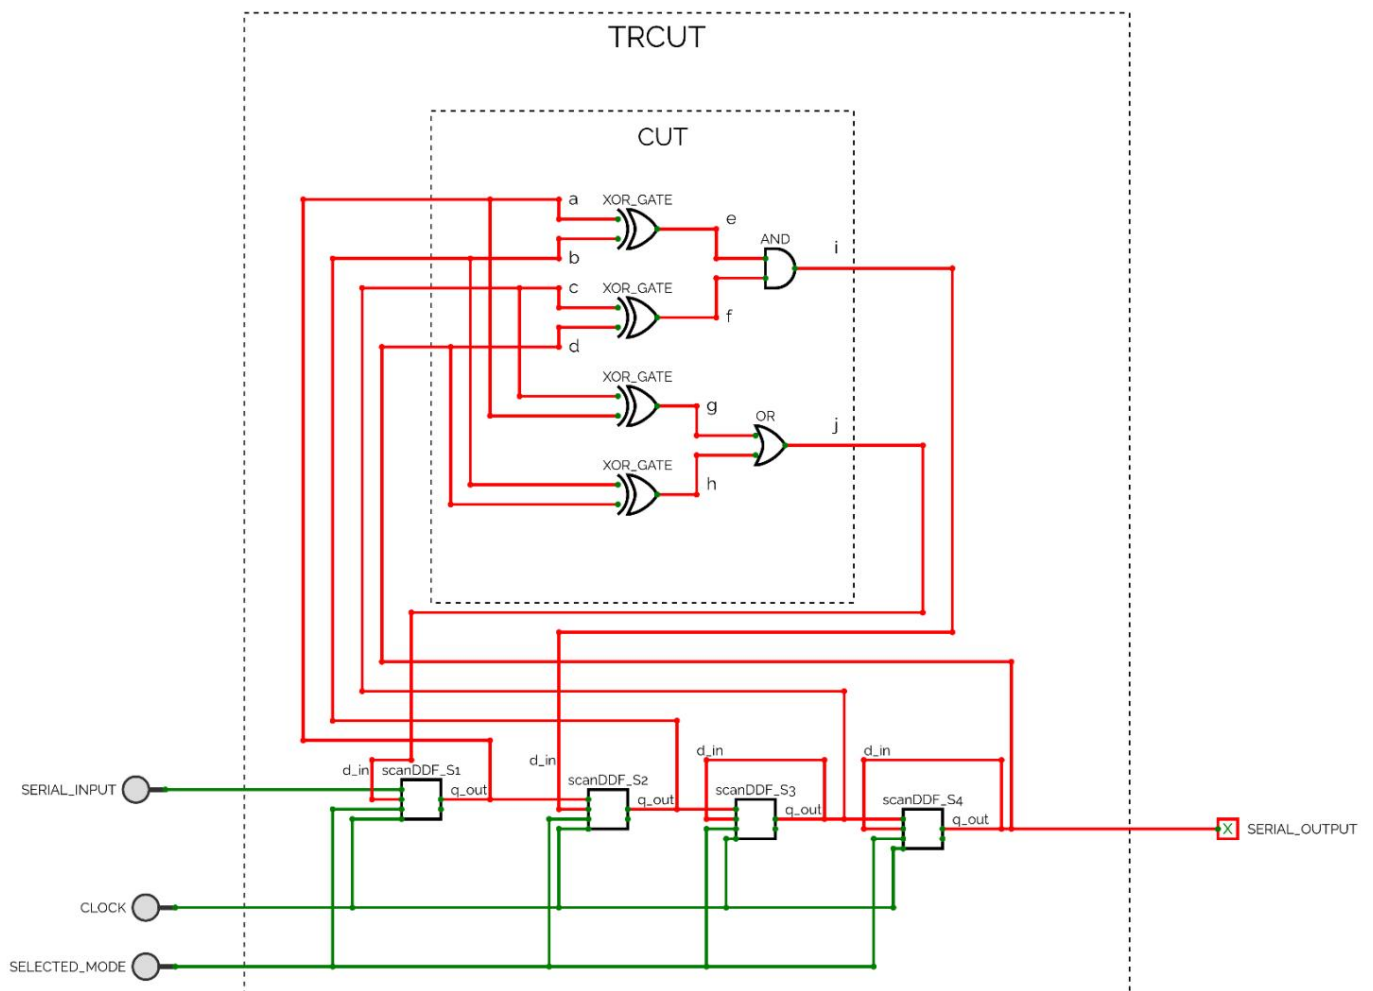 TRCUT
CUT
a
XOR_GATE
e
AND
i
b
c
XOR_GATE
f
d
XOR_GATE
g
OR
j
XOR_GATE
h
d_in
scanDDF_S1
q_out
d_in
scanDDF_S2
q_out
d_in
scanDDF_S3
q_out
d_in
scanDDF_S4
q_out
SERIAL_INPUT
X
SERIAL_OUTPUT
CLOCK
SELECTED_MODE